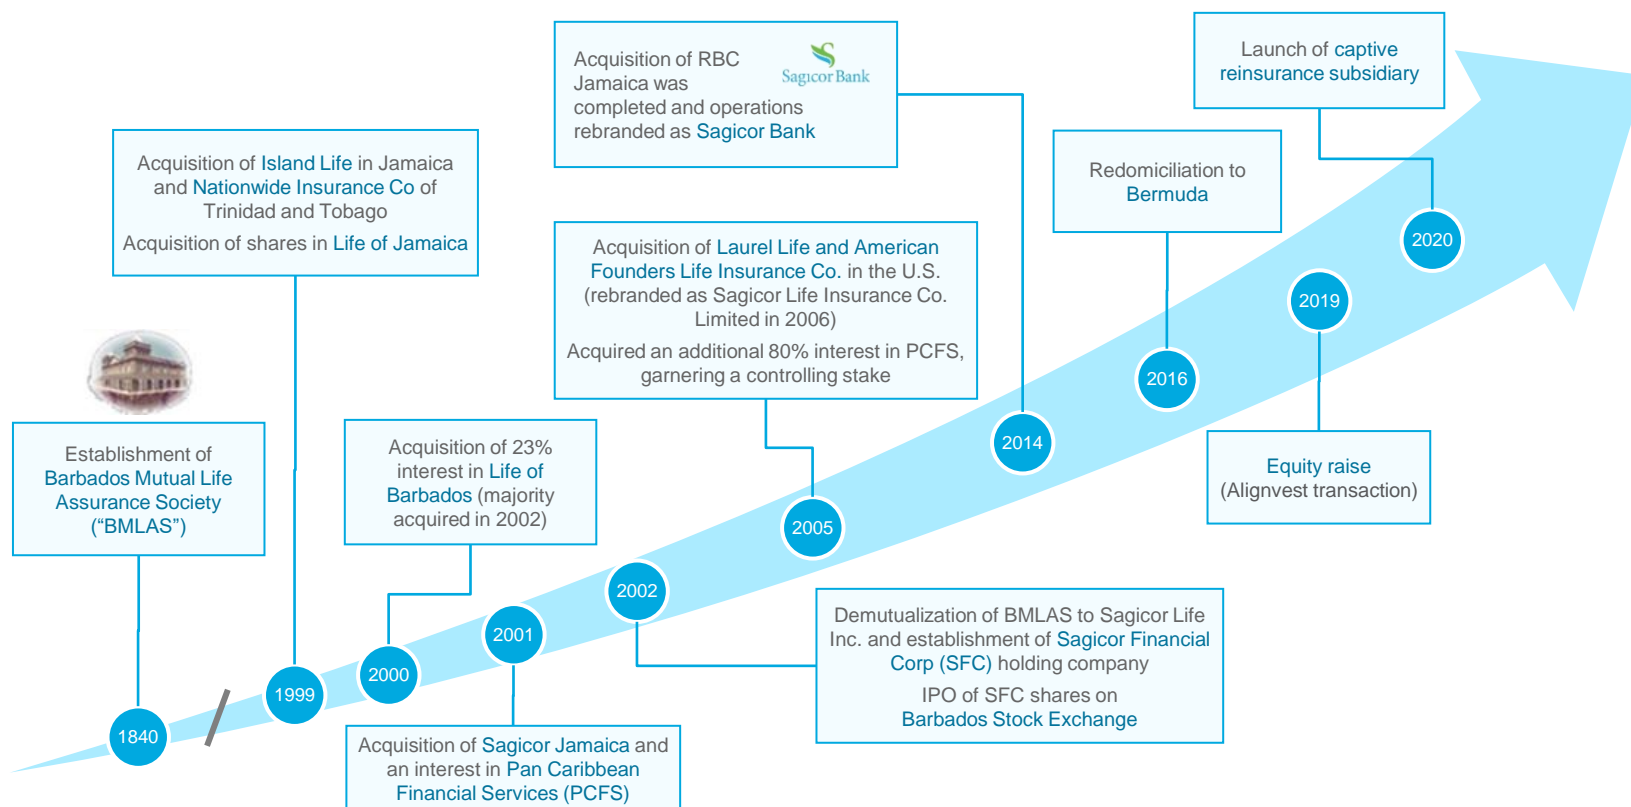 Establishment of
Barbados Mutual Life
Assurance Society
(“BMLAS”)
1840
Acquisition of Island Life in Jamaica
and Nationwide Insurance Co of
Trinidad and Tobago
Acquisition of shares in Life of Jamaica
1999
Acquisition of 23%
interest in Life of
Barbados (majority
acquired in 2002)
2000
2001
Acquisition of Sagicor Jamaica and
an interest in Pan Caribbean
Financial Services (PCFS)
2002
Demutualization of BMLAS to Sagicor Life
Inc. and establishment of Sagicor Financial
Corp (SFC) holding company
IPO of SFC shares on
Barbados Stock Exchange
Acquisition of Laurel Life and American
Founders Life Insurance Co. in the U.S.
(rebranded as Sagicor Life Insurance Co.
Limited in 2006)
Acquired an additional 80% interest in PCFS,
garnering a controlling stake
2005
Acquisition of RBC
Jamaica was
completed and operations
rebranded as Sagicor Bank
Sagicor Bank
2014
Redomiciliation to
Bermuda
2016
2019
Equity raise
(Alignvest transaction)
Launch of captive
reinsurance subsidiary
2020